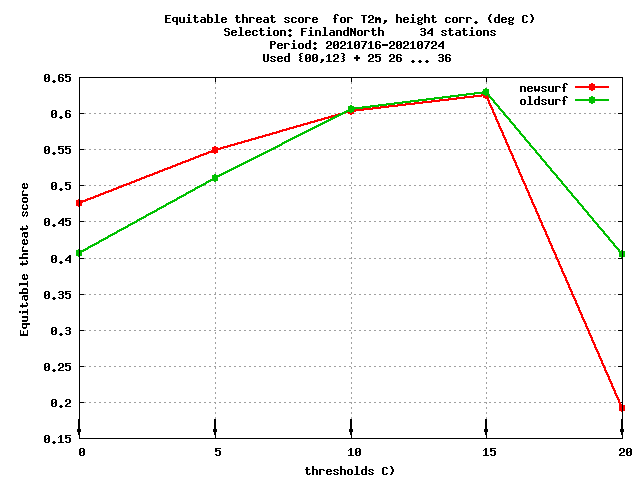 Equitable threat score  for T2m, height corr. (deg C)
Selection: FinlandNorth     34 stations
Period: 20210716-20210724
Used {00,12} + 25 26 ... 36
newsurf
oldsurf
0.65
0.6
0.55
0.5
0.45
0.4
0.35
0.3
0.25
0.2
0.15
Equitable threat score
0 5 10 15 20
thresholds C)